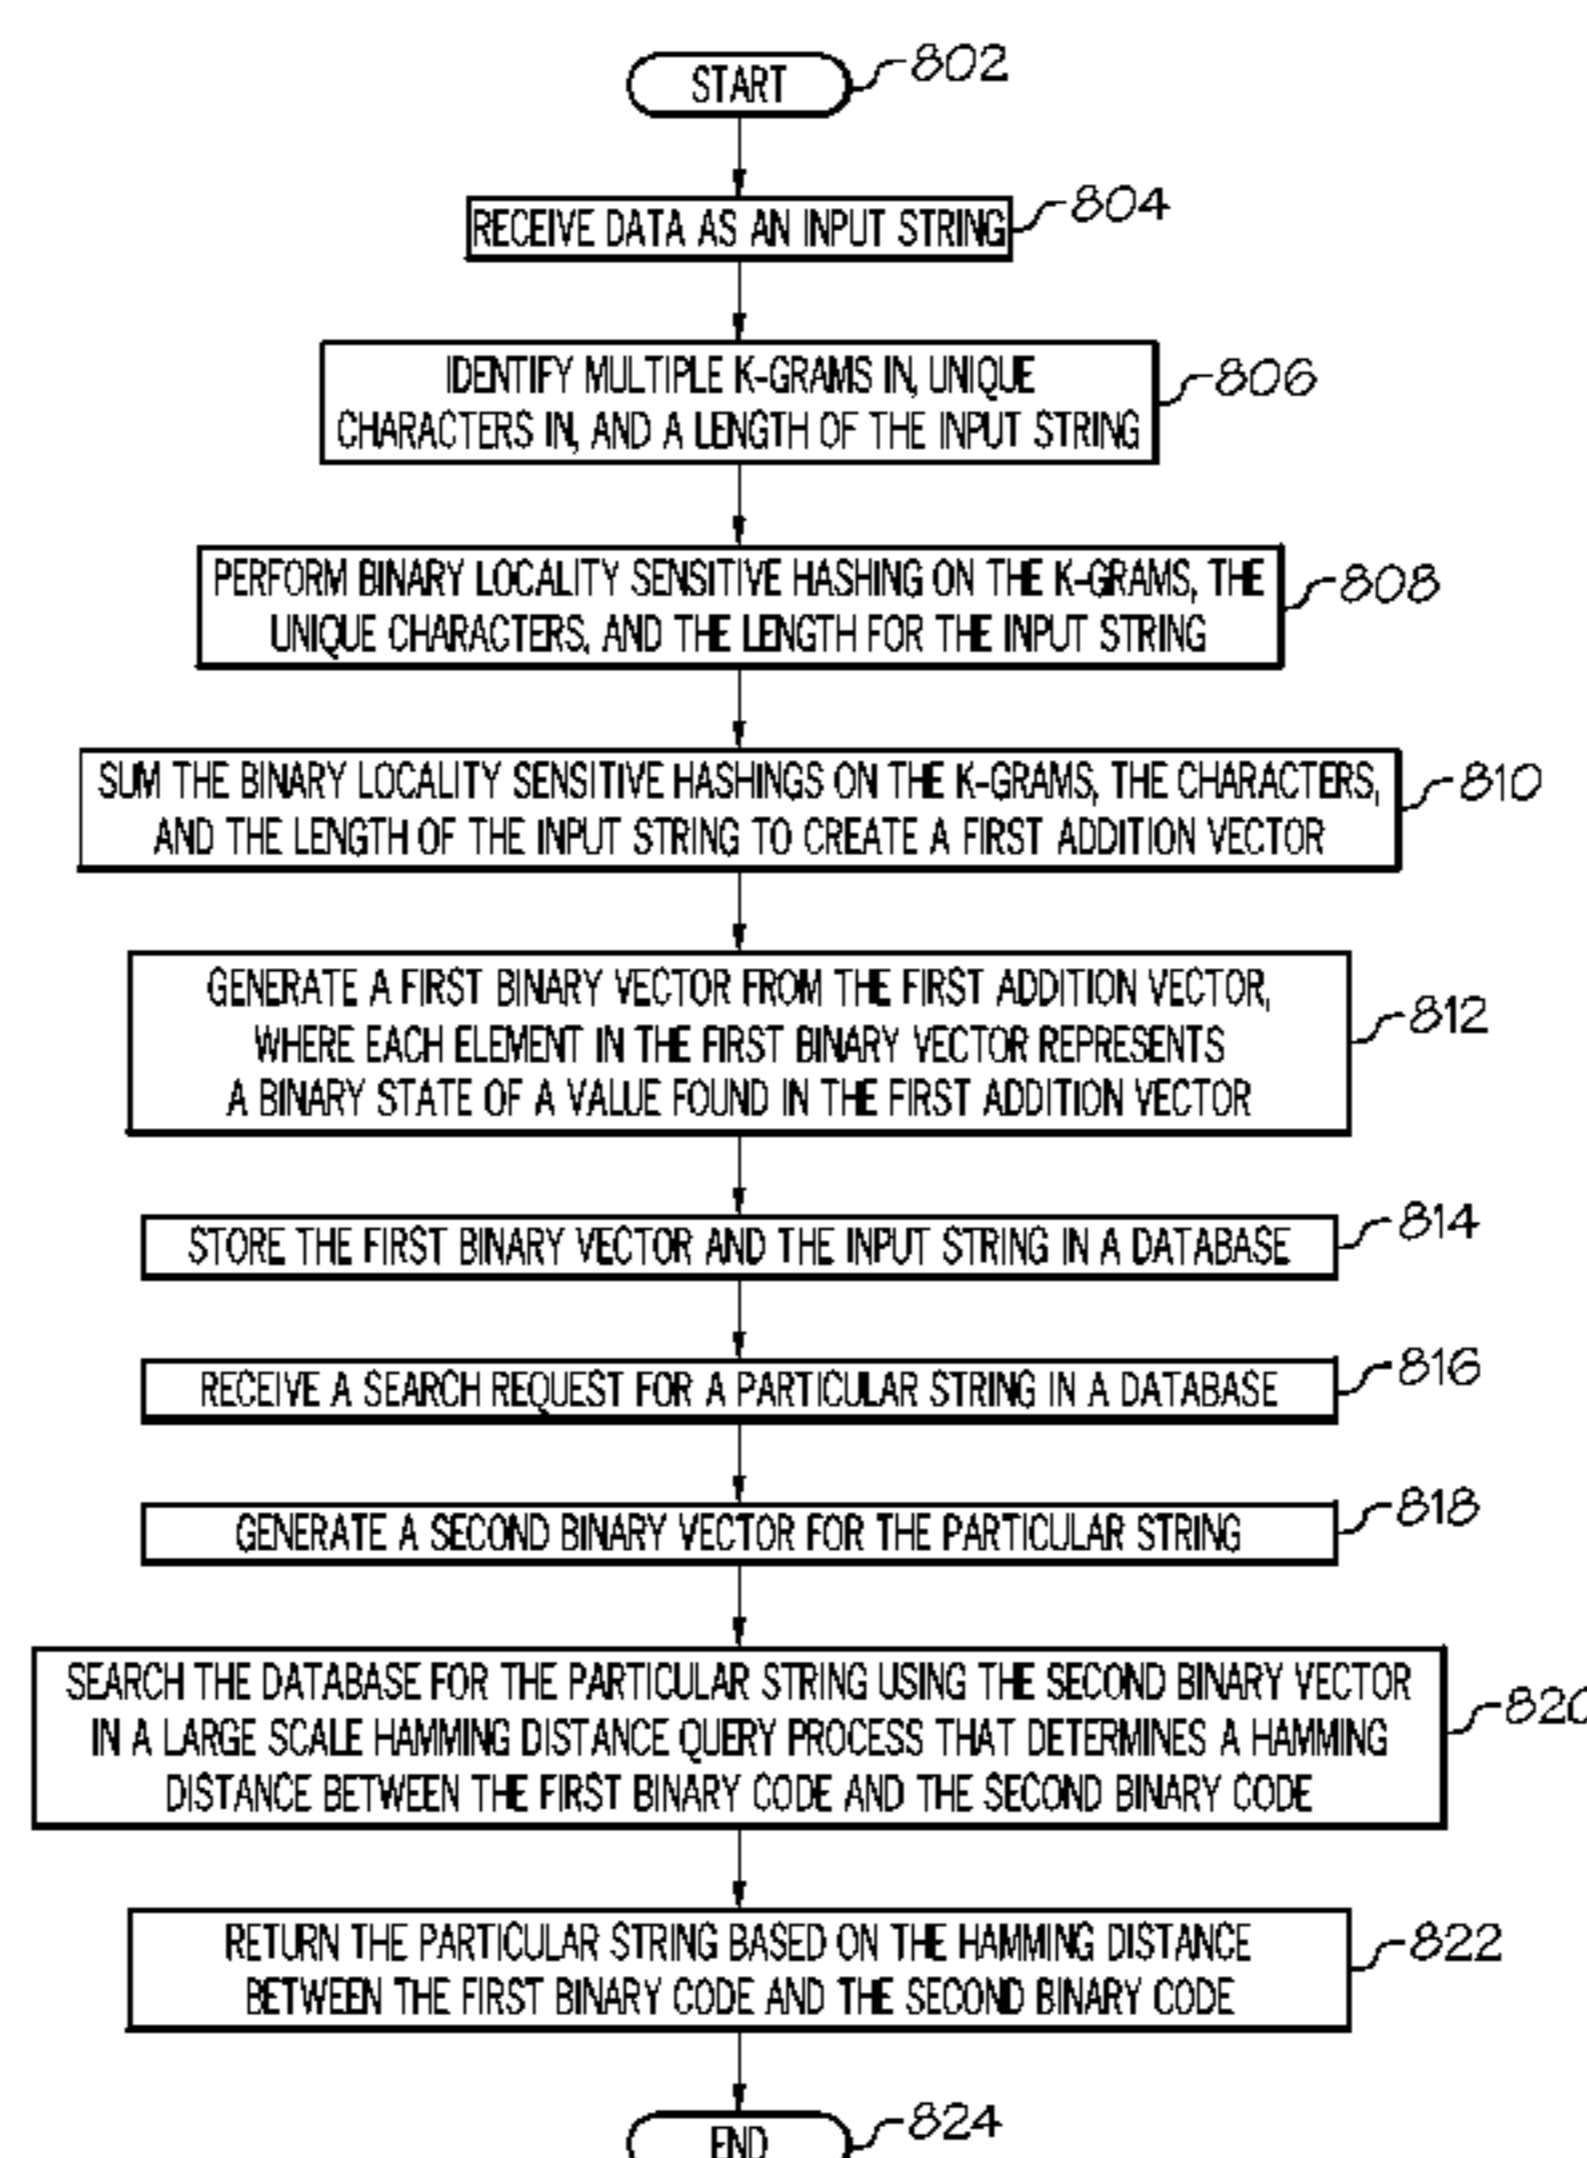 START
802
RECEIVE DATA AS AN INPUT STRING
804
IDENTIFY MULTIPLE K-GRAMS IN, UNIQUE
CHARACTERS IN, AND A LENGTH OF THE INPUT STRING
806
PERFORM BINARY LOCALITY SENSITIVE HASHING ON THE K-GRAMS, THE
UNIQUE CHARACTERS, AND THE LENGTH FOR THE INPUT STRING
808
SUM THE BINARY LOCALITY SENSITIVE HASHINGS ON THE K-GRAMS, THE CHARACTERS,
AND THE LENGTH OF THE INPUT STRING TO CREATE A FIRST ADDITION VECTOR
810
GENERATE A FIRST BINARY VECTOR FROM THE FIRST ADDITION VECTOR,
WHERE EACH ELEMENT IN THE FIRST BINARY VECTOR REPRESENTS
A BINARY STATE OF A VALUE FOUND IN THE FIRST ADDITION VECTOR
812
STORE THE FIRST BINARY VECTOR AND THE INPUT STRING IN A DATABASE
814
RECEIVE A SEARCH REQUEST FOR A PARTICULAR STRING IN A DATABASE
816
GENERATE A SECOND BINARY VECTOR FOR THE PARTICULAR STRING
818
SEARCH THE DATABASE FOR THE PARTICULAR STRING USING THE SECOND BINARY VECTOR
IN A LARGE SCALE HAMMING DISTANCE QUERY PROCESS THAT DETERMINES A HAMMING
DISTANCE BETWEEN THE FIRST BINARY CODE AND THE SECOND BINARY CODE
820
RETURN THE PARTICULAR STRING BASED ON THE HAMMING DISTANCE
BETWEEN THE FIRST BINARY CODE AND THE SECOND BINARY CODE
822
END
824